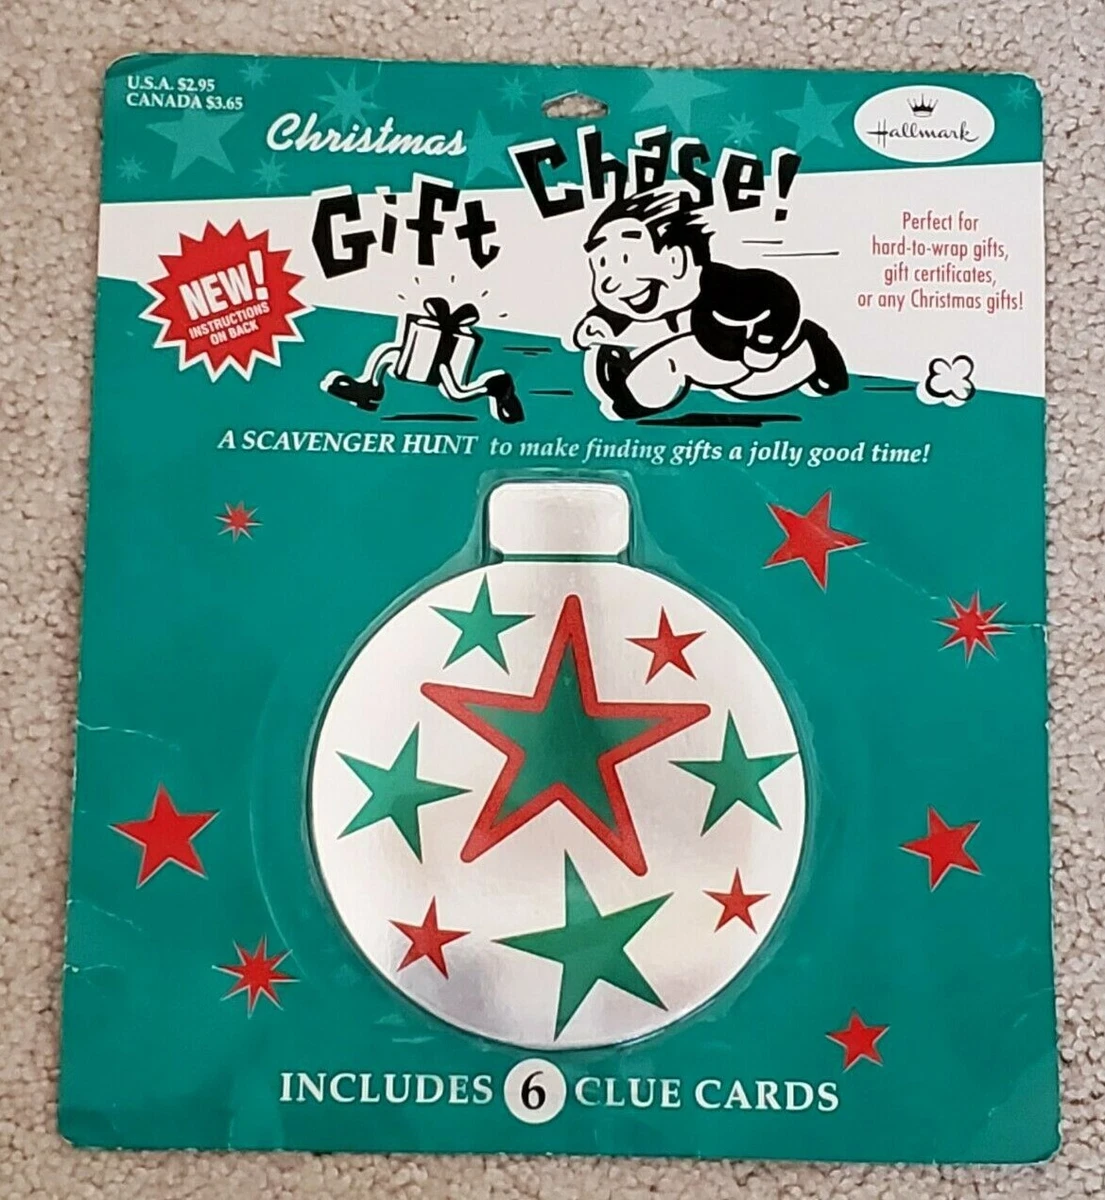 U.S.A. $2.95
CANADA $3.65
Christmas
Gift Chase!
Hallmark
NEW!
INSTRUCTIONS
ON BACK
Perfect for
hard-to-wrap gifts,
gift certificates,
or any Christmas gifts!
A SCAVENGER HUNT to make finding gifts a jolly good time!
INCLUDES 6 CLUE CARDS